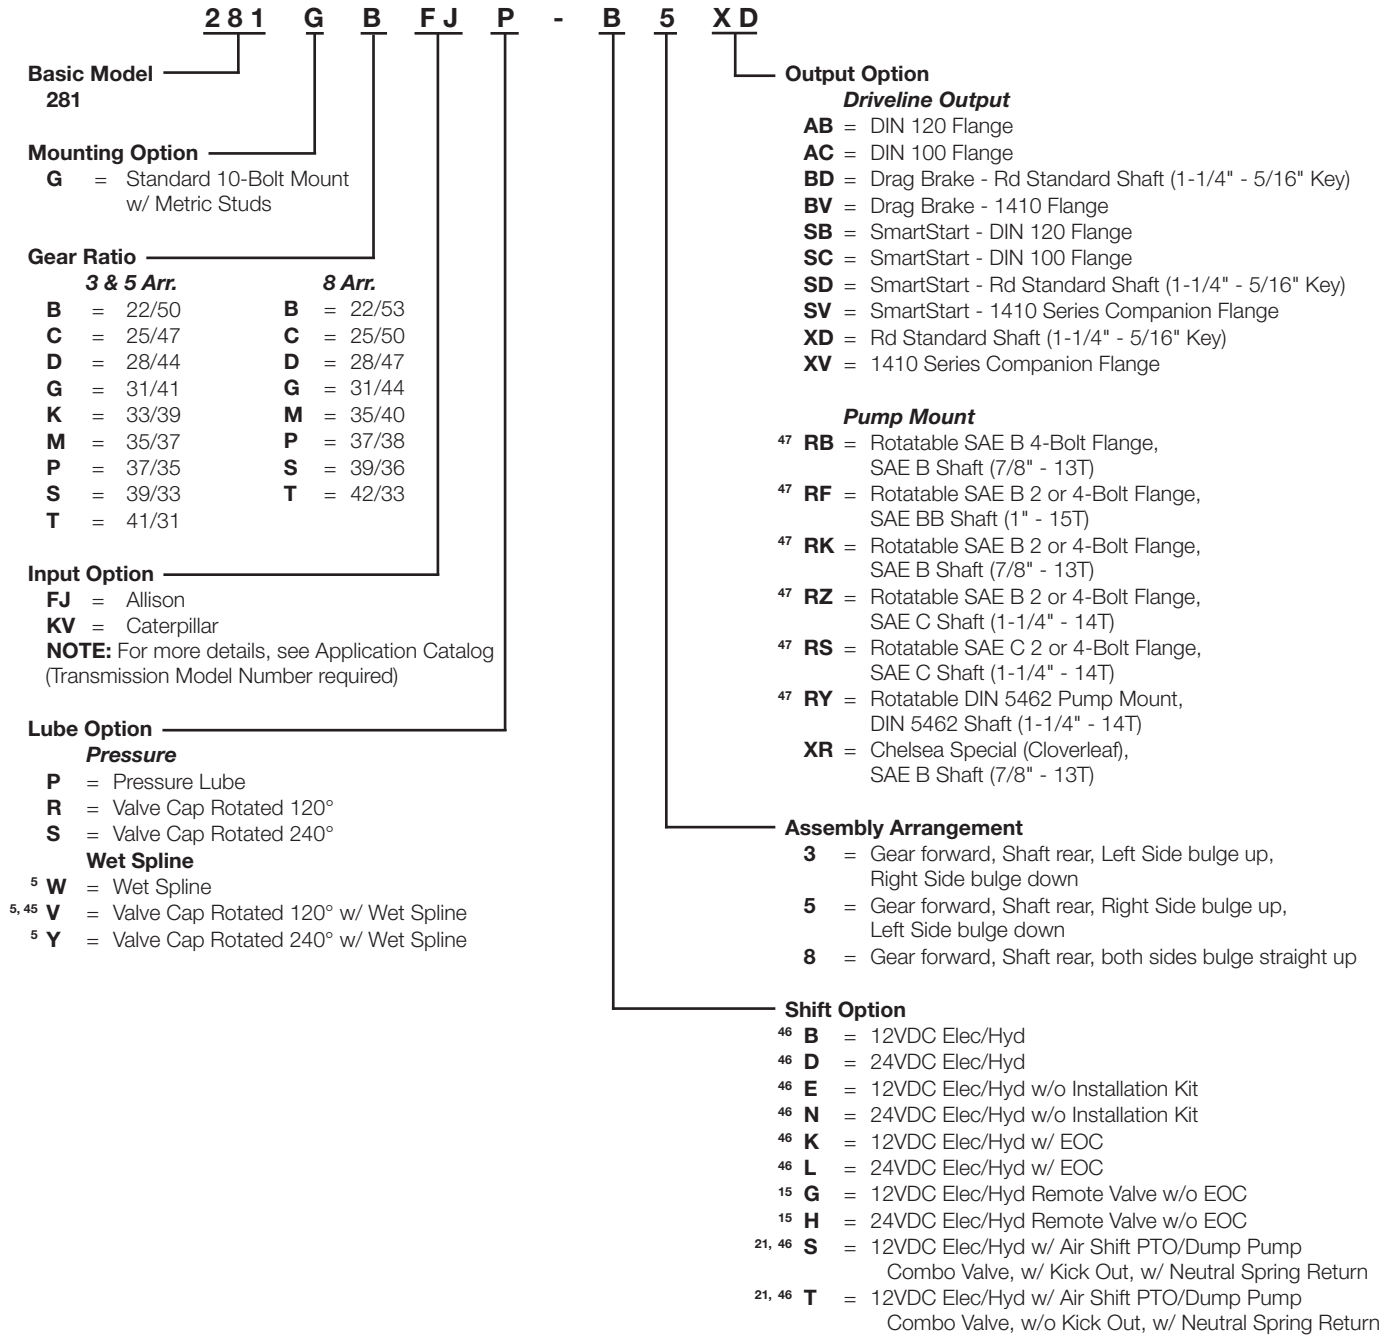 281 G B FJ P - B 5 XD
Basic Model
281
Mounting Option
G = Standard 10-Bolt Mount
w/ Metric Studs
Gear Ratio
3 & 5 Arr. 8 Arr.
B = 22/50 B = 22/53
C = 25/47 C = 25/50
D = 28/44 D = 28/47
G = 31/41 G = 31/44
K = 33/39 M = 35/40
M = 35/37 P = 37/38
P = 37/35 S = 39/36
S = 39/33 T = 42/33
T = 41/31
Input Option
FJ = Allison
KV = Caterpillar
NOTE: For more details, see Application Catalog
(Transmission Model Number required)
Lube Option
Pressure
P = Pressure Lube
R = Valve Cap Rotated 120°
S = Valve Cap Rotated 240°
Wet Spline
5 W = Wet Spline
5, 45 V = Valve Cap Rotated 120° w/ Wet Spline
5 Y = Valve Cap Rotated 240° w/ Wet Spline
Output Option
Driveline Output
AB = DIN 120 Flange
AC = DIN 100 Flange
BD = Drag Brake - Rd Standard Shaft (1-1/4" - 5/16" Key)
BV = Drag Brake - 1410 Flange
SB = SmartStart - DIN 120 Flange
SC = SmartStart - DIN 100 Flange
SD = SmartStart - Rd Standard Shaft (1-1/4" - 5/16" Key)
SV = SmartStart - 1410 Series Companion Flange
XD = Rd Standard Shaft (1-1/4" - 5/16" Key)
XV = 1410 Series Companion Flange
Pump Mount
47 RB = Rotatable SAE B 4-Bolt Flange,
SAE B Shaft (7/8" - 13T)
47 RF = Rotatable SAE B 2 or 4-Bolt Flange,
SAE BB Shaft (1" - 15T)
47 RK = Rotatable SAE B 2 or 4-Bolt Flange,
SAE B Shaft (7/8" - 13T)
47 RZ = Rotatable SAE B 2 or 4-Bolt Flange,
SAE C Shaft (1-1/4" - 14T)
47 RS = Rotatable SAE C 2 or 4-Bolt Flange,
SAE C Shaft (1-1/4" - 14T)
47 RY = Rotatable DIN 5462 Pump Mount,
DIN 5462 Shaft (1-1/4" - 14T)
XR = Chelsea Special (Cloverleaf),
SAE B Shaft (7/8" - 13T)
Assembly Arrangement
3 = Gear forward, Shaft rear, Left Side bulge up,
Right Side bulge down
5 = Gear forward, Shaft rear, Right Side bulge up,
Left Side bulge down
8 = Gear forward, Shaft rear, both sides bulge straight up
Shift Option
46 B = 12VDC Elec/Hyd
46 D = 24VDC Elec/Hyd
46 E = 12VDC Elec/Hyd w/o Installation Kit
46 N = 24VDC Elec/Hyd w/o Installation Kit
46 K = 12VDC Elec/Hyd w/ EOC
46 L = 24VDC Elec/Hyd w/ EOC
15 G = 12VDC Elec/Hyd Remote Valve w/o EOC
15 H = 24VDC Elec/Hyd Remote Valve w/o EOC
21, 46 S = 12VDC Elec/Hyd w/ Air Shift PTO/Dump Pump
Combo Valve, w/ Kick Out, w/ Neutral Spring Return
21, 46 T = 12VDC Elec/Hyd w/ Air Shift PTO/Dump Pump
Combo Valve, w/o Kick Out, w/ Neutral Spring Return